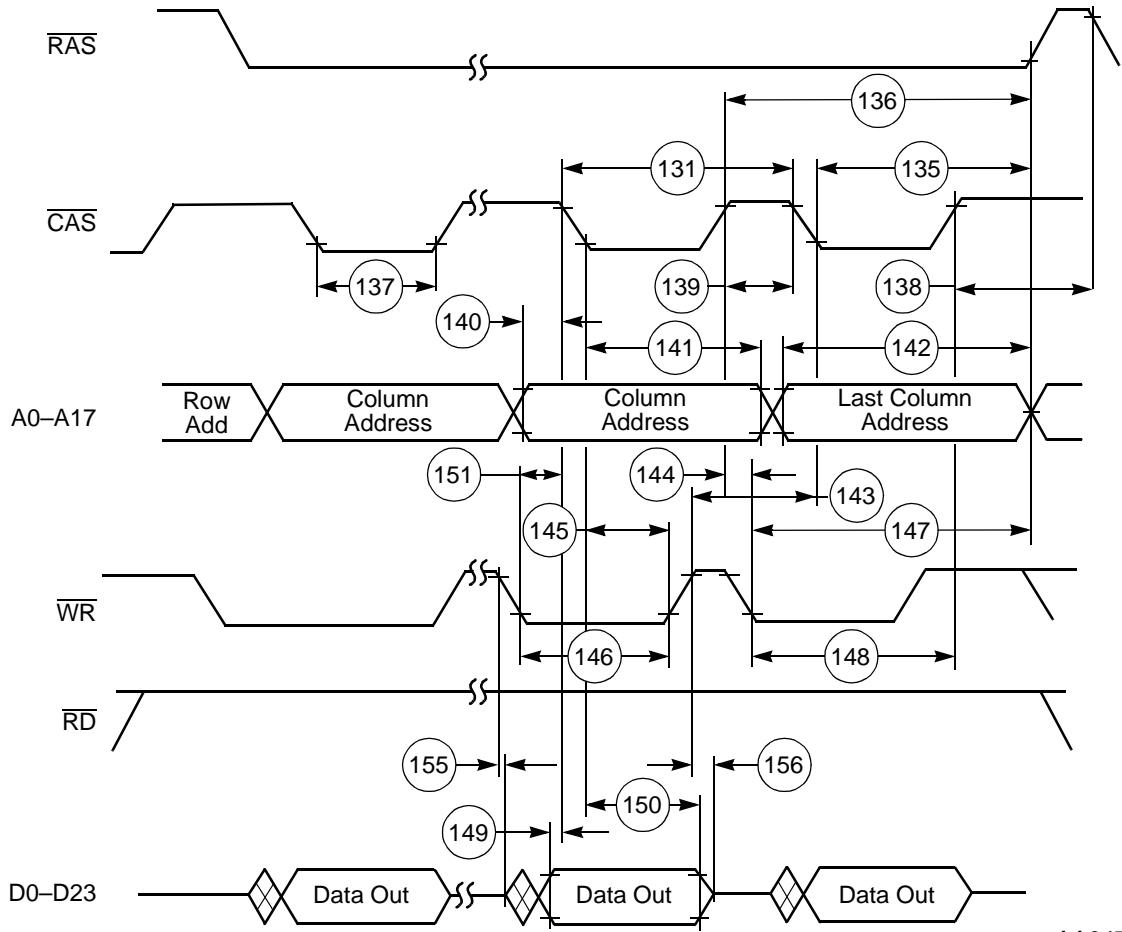 RAS
136
131
135
CAS
137
139
138
140
141
142
A0–A17
Row
Add
Column
Address
Column
Address
Last Column
Address
151
144
143
145
147
WR
146
148
RD
155
156
150
149
D0–D23
Data Out
Data Out
Data Out